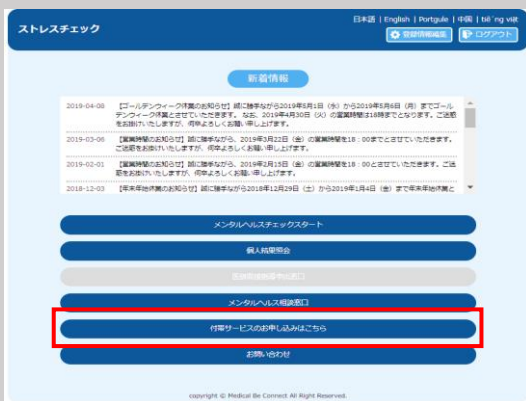 ストレスチェック
日本語 | English | Portgule | 中国 | tiế´ng việt
登録情報編集 ログアウト
新着情報
2019-04-08 【ゴールデンウィーク休業のお知らせ】誠に勝手ながら2019年5月1日（水）から2019年5月6日（月）までゴール
デンウィーク休業とさせていただきます。 なお、2019年4月30日（火）の営業時間は16時までとなります。ご迷惑
をお掛けいたしますが、何卒よろしくお願い申し上げます。
2019-03-06 【営業時間のお知らせ】誠に勝手ながら、2019年3月22日（金）の営業時間を18：00までとさせていただきます。
ご迷惑をお掛けいたしますが、何卒よろしくお願い申し上げます。
2019-02-01 【営業時間のお知らせ】誠に勝手ながら、2019年2月15日（金）の営業時間を18：00とさせていただきます。ご迷
惑をお掛けいたしますが、何卒よろしくお願い申し上げます。
2018-12-03 【年末年始休業のお知らせ】誠に勝手ながら2018年12月29日（土）から2019年1月4日（金）まで年末年始休業と
メンタルヘルスチェックスタート
個人結果照会
メンタルヘルス相談窓口
付帯サービスのお申し込みはこちら
お問い合わせ
copyright © Medical Be Connect All Right Reserved.